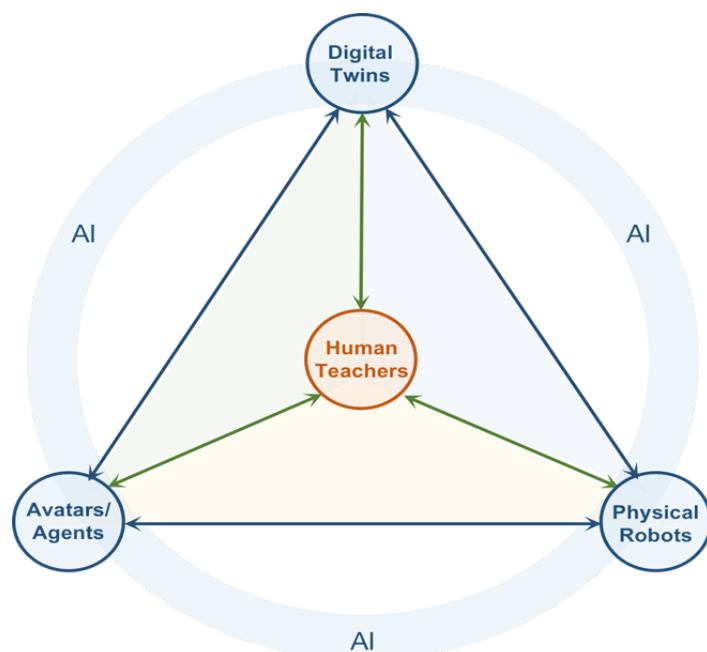 Digital
Twins
AI
AI
Human
Teachers
Avatars/
Agents
Physical
Robots
AI